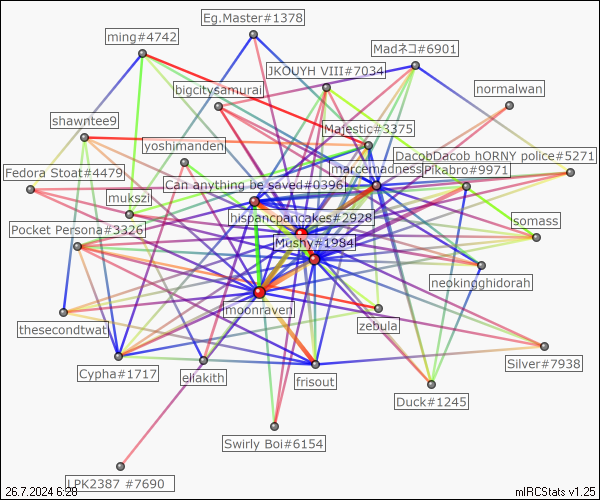 Eg.Master#1378
ming#4742
Madネコ#6901
JKOUYH VIII#7034
bigcitysamurai
normalwan
shawntee9
Majestic#3375
yoshimanden
DacobDacob hORNY police#5271
marcemadness
Pikabro#9971
Fedora Stoat#4479
Can anything be saved#0396
mukszi
hispancpancakes#2928
somass
Pocket Persona#3326
Mushy#1984
neokingghidorah
moonraven
zebula
thesecondtwat
Silver#7938
Cypha#1717
eliakith
frisout
Duck#1245
Swirly Boi#6154
LPK2387 #7690
26.7.2024 6:28
mIRCStats v1.25